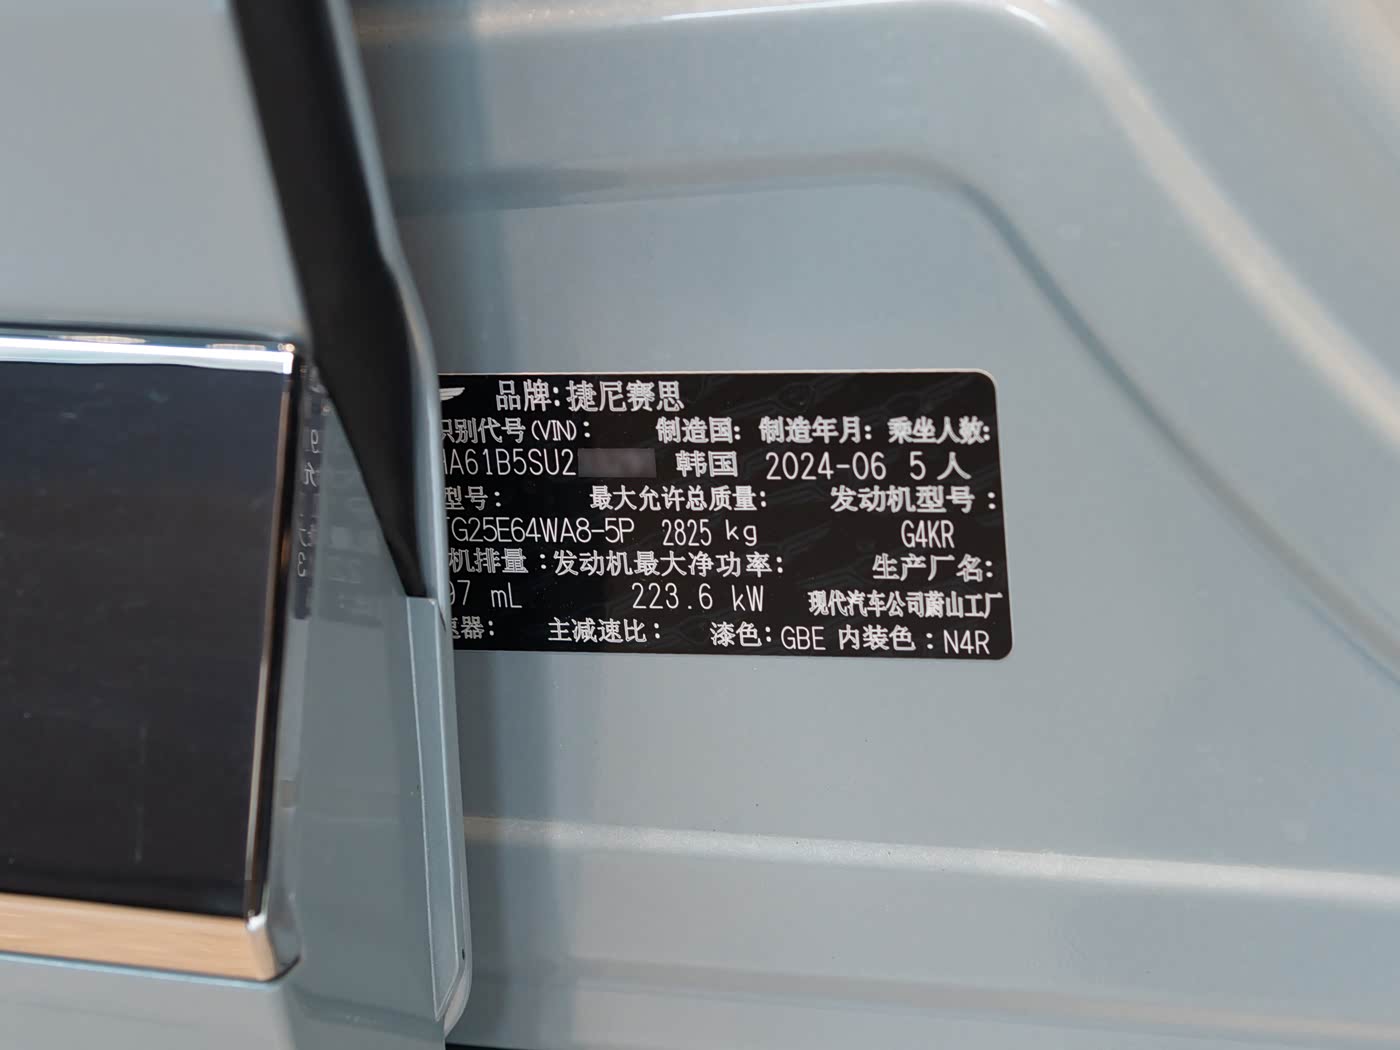 品牌:捷尼赛思
识别代号(VIN): 制造国: 制造年月: 乘坐人数:
A61B5SU2 韩国 2024-06 5人
型号: 最大允许总质量: 发动机型号:
TG25E64WA8-5P 2825 kg G4KR
机排量:发动机最大净功率: 生产厂名:
97 mL 223.6 kW 现代汽车公司蔚山工厂
速器: 主减速比: 漆色:GBE 内装色:N4R